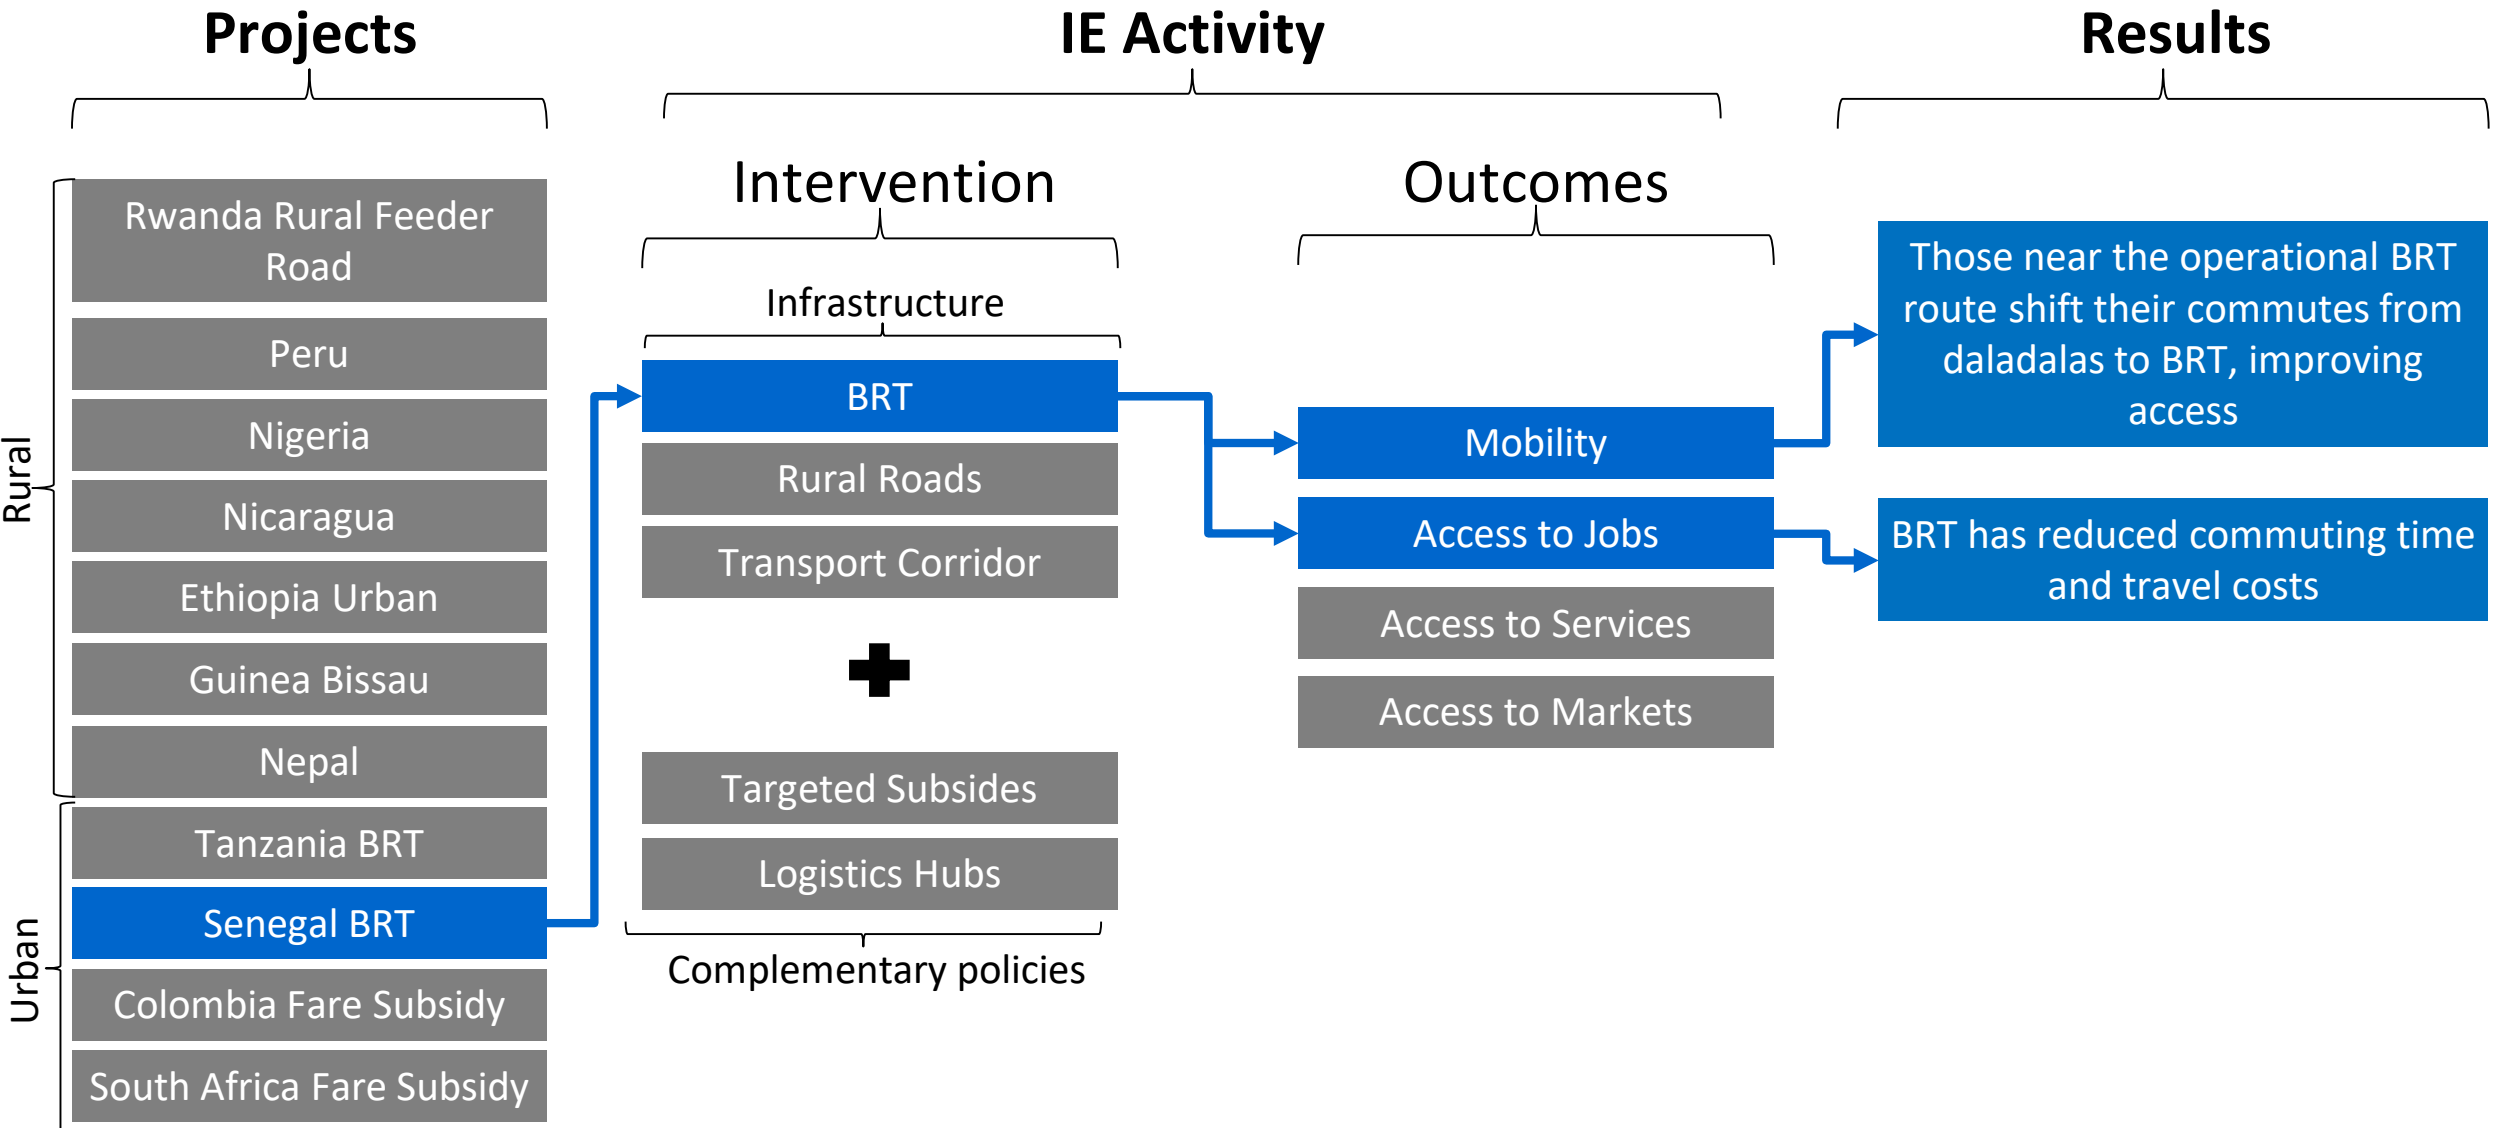 Projects
IE Activity
Results
Intervention
Outcomes
Rural
Rwanda Rural Feeder
Road
Peru
Nigeria
Nicaragua
Ethiopia Urban
Guinea Bissau
Nepal
Urban
Tanzania BRT
Senegal BRT
Colombia Fare Subsidy
South Africa Fare Subsidy
Infrastructure
BRT
Rural Roads
Transport Corridor
Targeted Subsides
Logistics Hubs
Complementary policies
Mobility
Access to Jobs
Access to Services
Access to Markets
Those near the operational BRT
route shift their commutes from
daladalas to BRT, improving
access
BRT has reduced commuting time
and travel costs